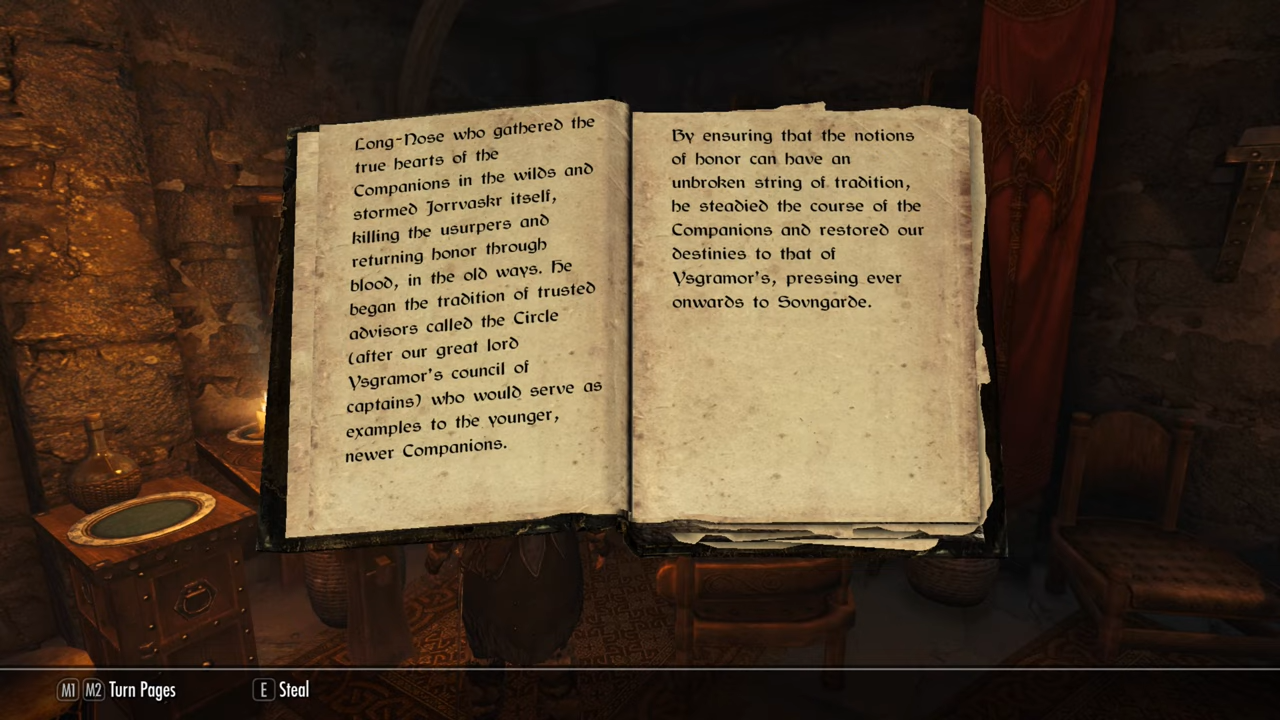 Long-Nose who gathered the
true hearts of the
Companions in the wilds and
stormed Jorrvaskr itself,
killing the usurpers and
returning honor through
blood, in the old ways. He
began the tradition of trusted
advisors called the Circle
(after our great lord
Ysgramor's council of
captains) who would serve as
examples to the younger,
newer Companions.
By ensuring that the notions
of honor can have an
unbroken string of tradition,
he steadied the course of the
Companions and restored our
destinies to that of
Ysgramor's, pressing ever
onwards to Sovngarde.
M1 M2 Turn Pages
E Steal